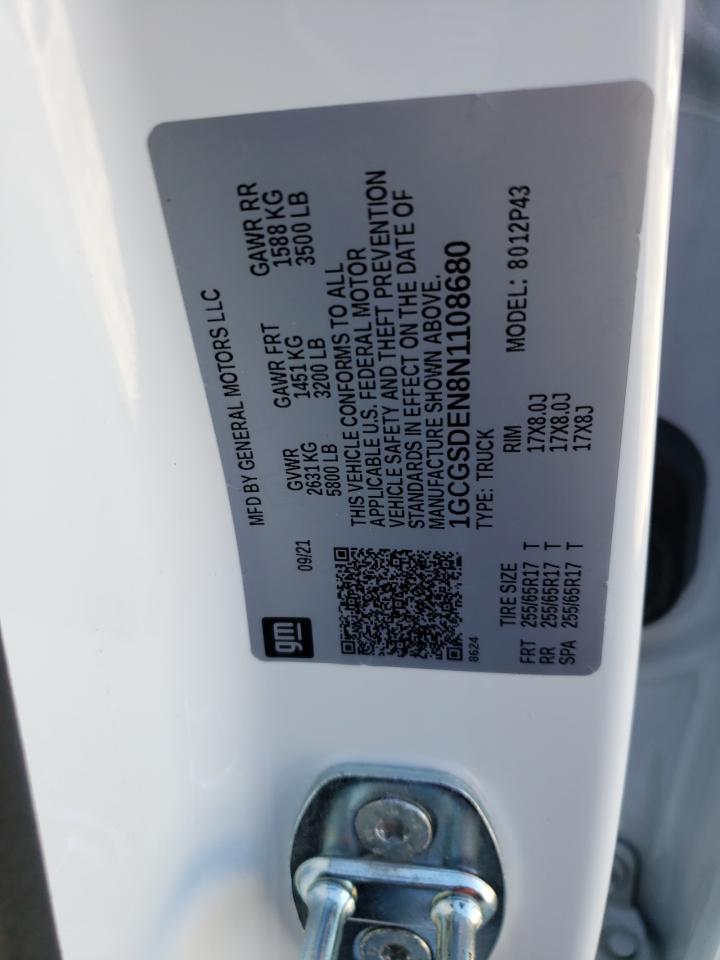 gm
MFD BY GENERAL MOTORS LLC
09/21
GVWR GAWR FRT GAWR RR
2631 KG 1451 KG 1588 KG
5800 LB 3200 LB 3500 LB
THIS VEHICLE CONFORMS TO ALL
APPLICABLE U.S. FEDERAL MOTOR
VEHICLE SAFETY AND THEFT PREVENTION
STANDARDS IN EFFECT ON THE DATE OF
MANUFACTURE SHOWN ABOVE.
1GCGSDEN8N1108680
8624
TYPE: TRUCK
TIRE SIZE RIM MODEL: 8012P43
FRT 255/65R17 T 17X8.0J
RR 255/65R17 T 17X8.0J
SPA 255/65R17 T 17X8J